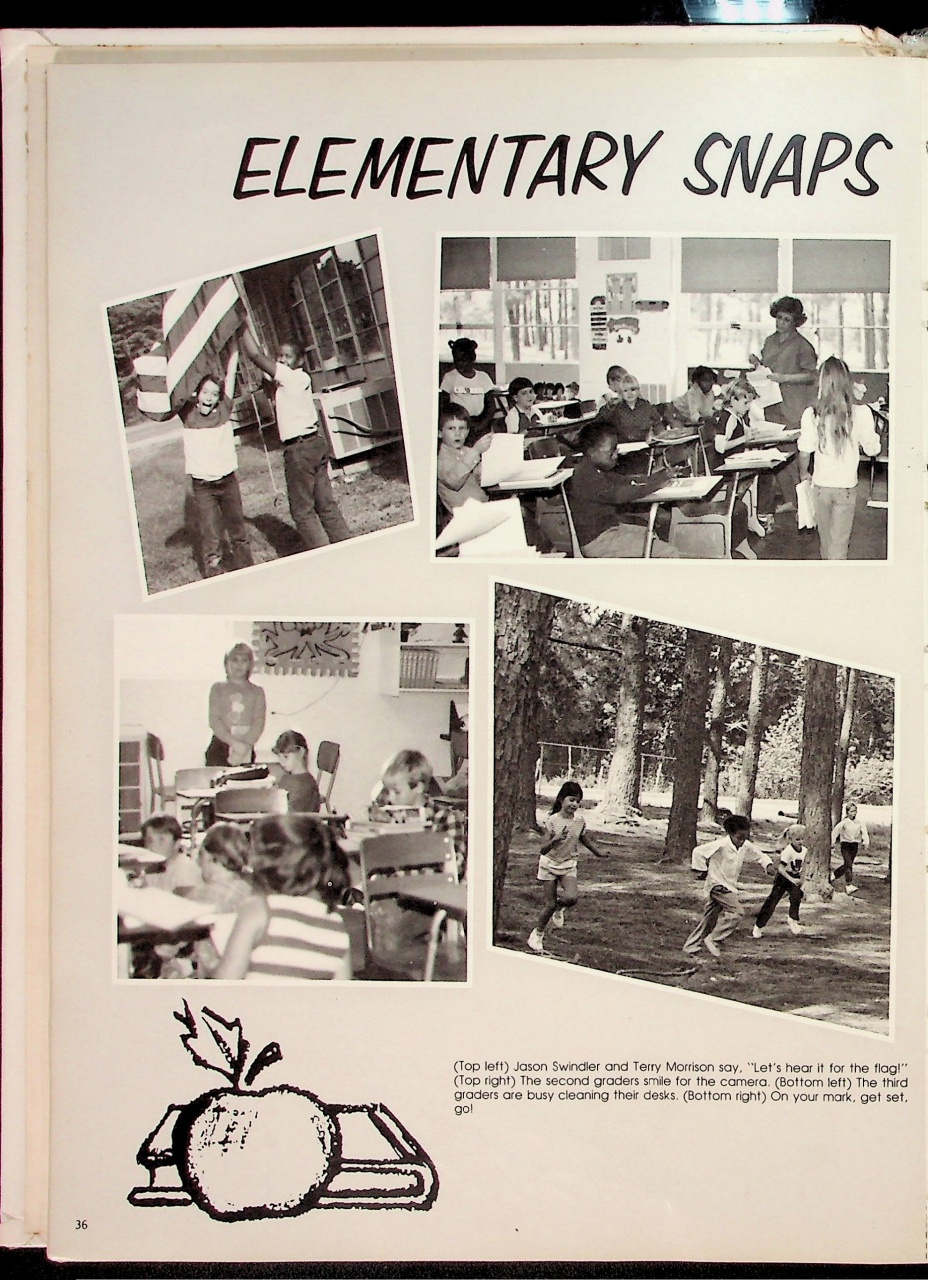 ELEMENTARY SNAPS
(Top left) Jason Swindler and Terry Morrison say, "Let's hear it for the flag!"
(Top right) The second graders smile for the camera. (Bottom left) The third
graders are busy cleaning their desks. (Bottom right) On your mark, get set,
go!
36